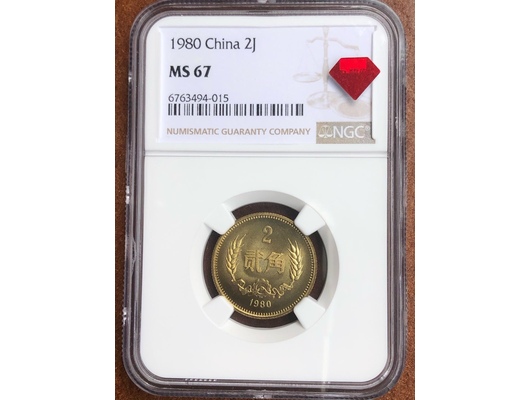 1980 China 2J
MS 67
6763494-015
NUMISMATIC GUARANTY COMPANY
NGC
2
贰角
1980